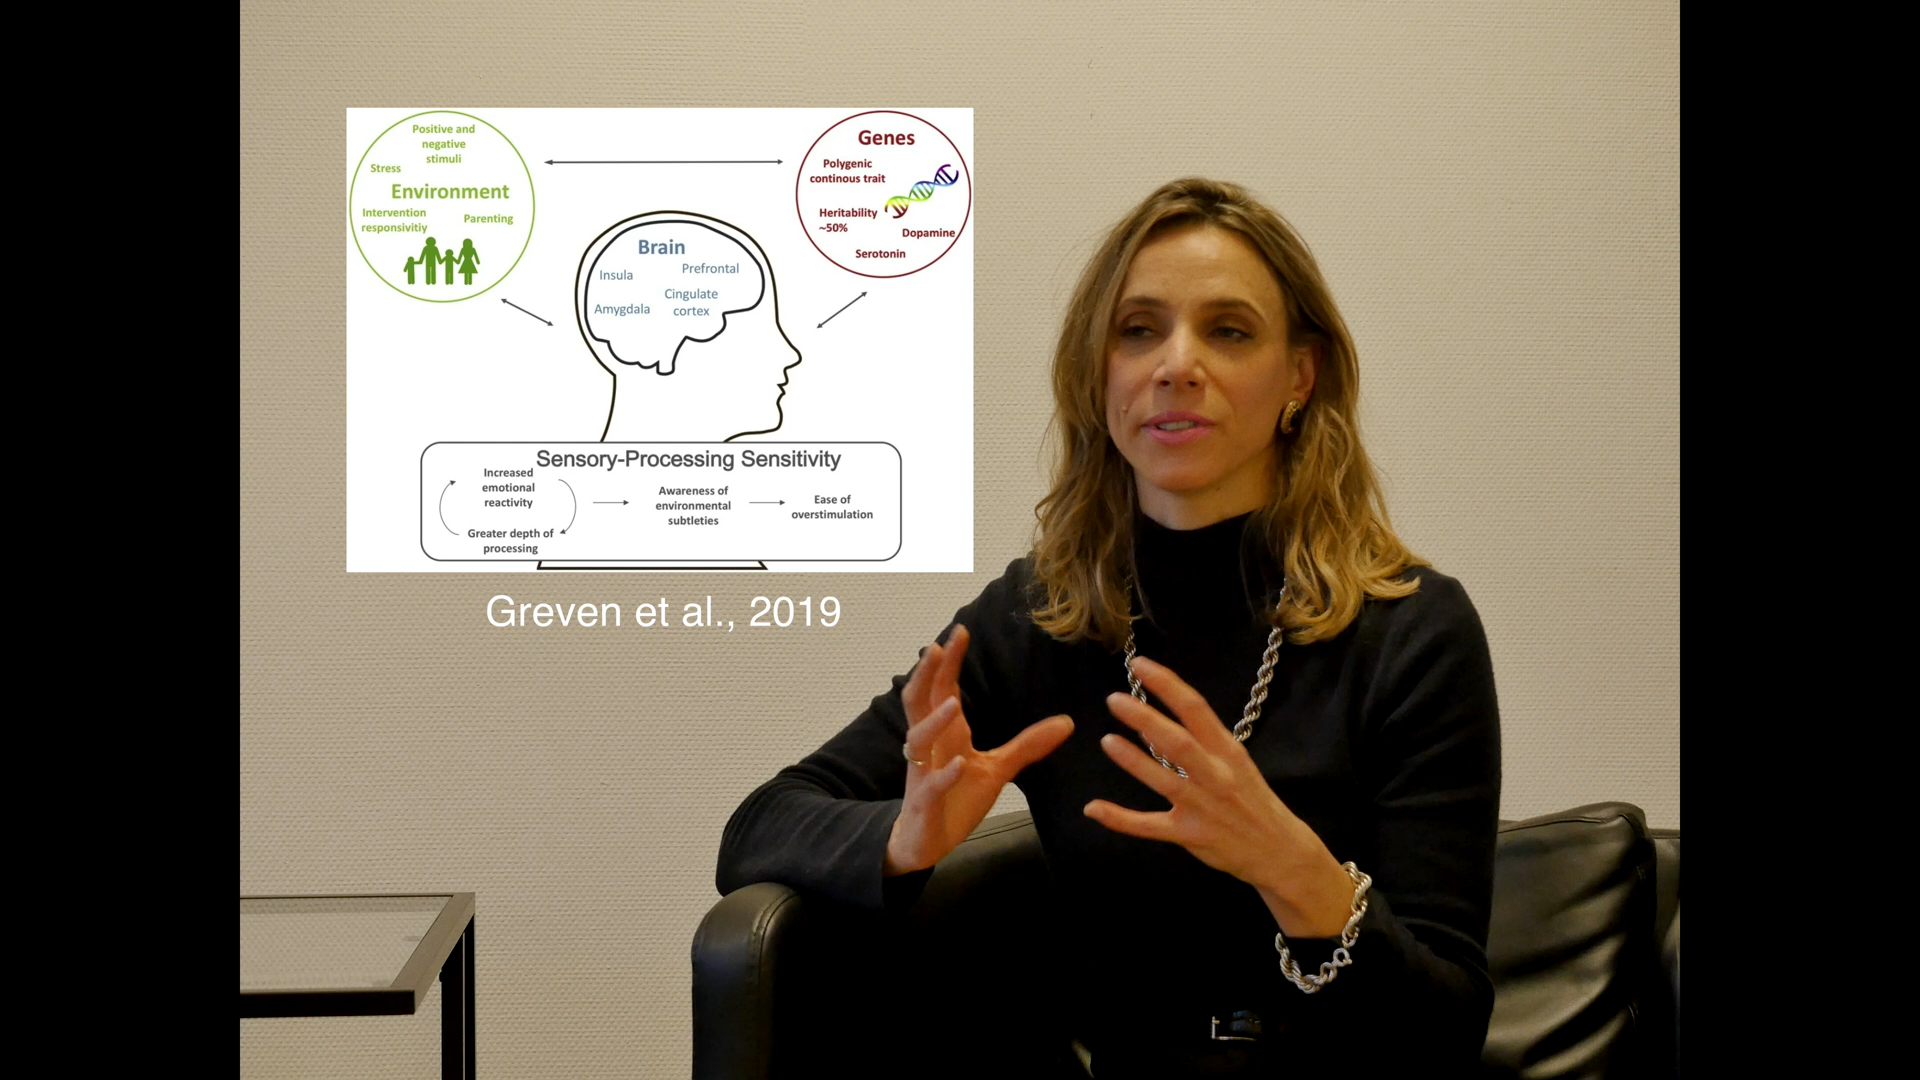 Positive and
negative
stimuli
Stress
Environment
Intervention
responsivitiy
Parenting
Genes
Polygenic
continous trait
Heritability
~50%
Dopamine
Serotonin
Brain
Insula
Prefrontal
Amygdala
Cingulate
cortex
Sensory-Processing Sensitivity
Increased
emotional
reactivity
Greater depth of
processing
Awareness of
environmental
subtleties
Ease of
overstimulation
Greven et al., 2019